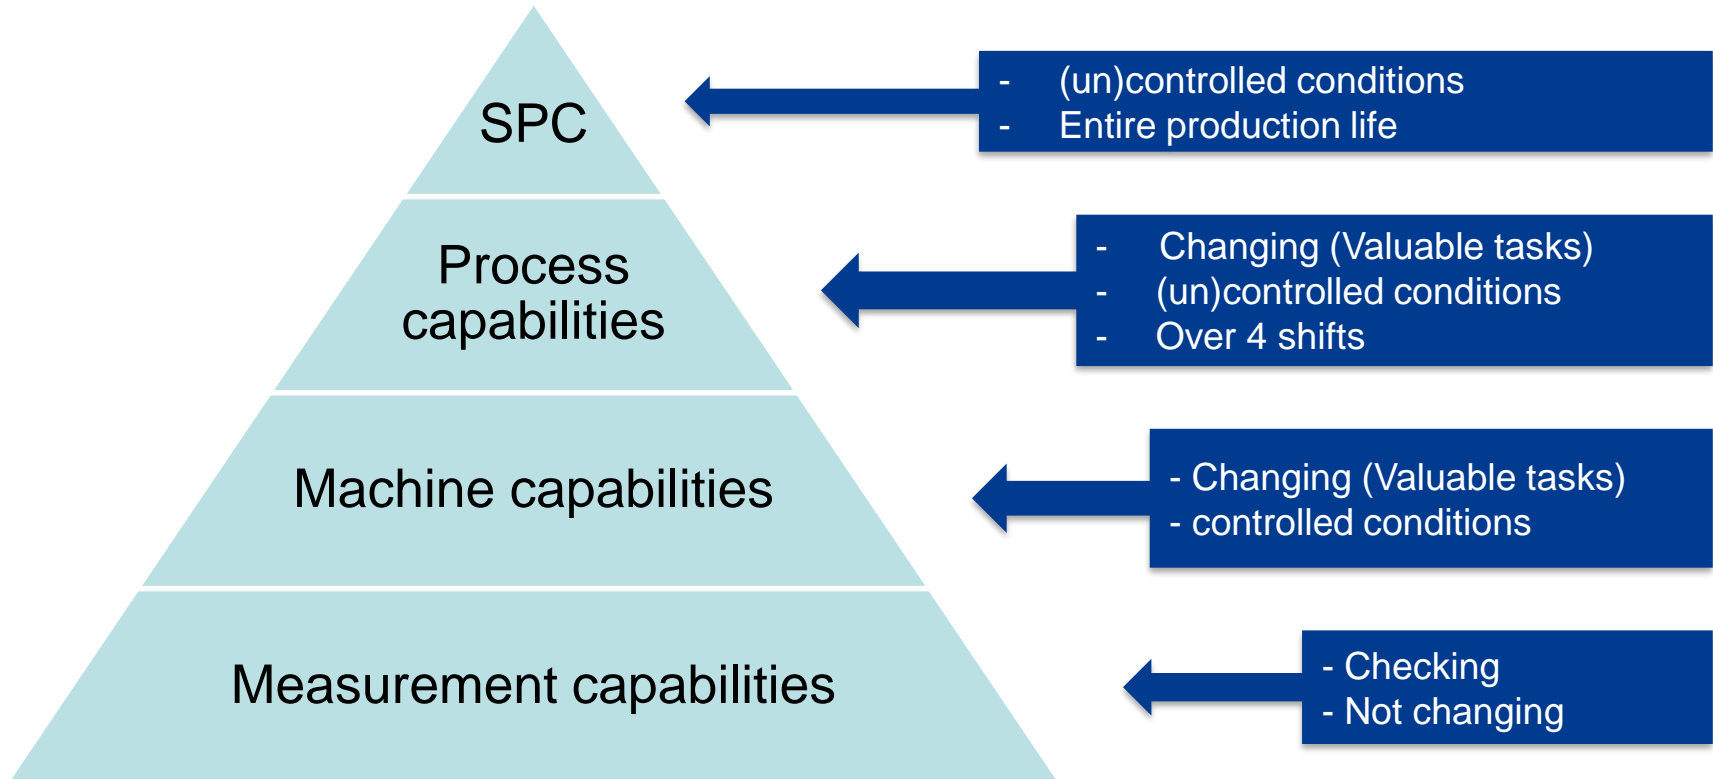 SPC
- (un)controlled conditions
- Entire production life
Process
capabilities
- Changing (Valuable tasks)
- (un)controlled conditions
- Over 4 shifts
Machine capabilities
- Changing (Valuable tasks)
- controlled conditions
Measurement capabilities
- Checking
- Not changing